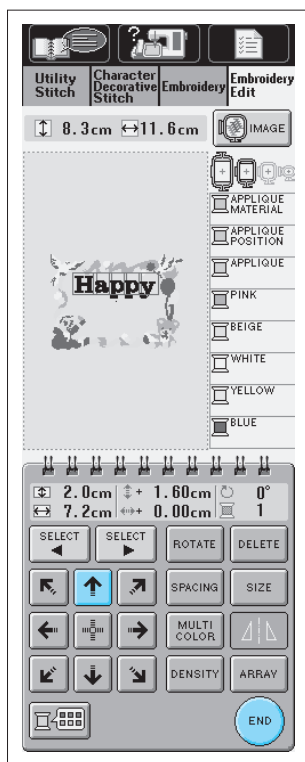 Utility Stitch
Character Decorative Stitch
Embroidery
Embroidery Edit
8.3cm 11.6cm
IMAGE
APPLIQUE MATERIAL
APPLIQUE POSITION
APPLIQUE
PINK
BEIGE
WHITE
YELLOW
BLUE
Happy
2.0cm + 1.60cm 0°
7.2cm + 0.00cm 1
SELECT SELECT ROTATE DELETE
SPACING SIZE
MULTI COLOR
DENSITY ARRAY
END